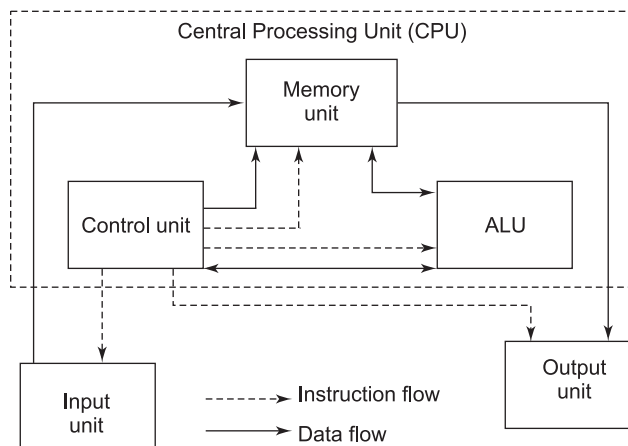 Central Processing Unit (CPU)
Memory
unit
Control unit
ALU
Input
unit
Output
unit
Instruction flow
Data flow